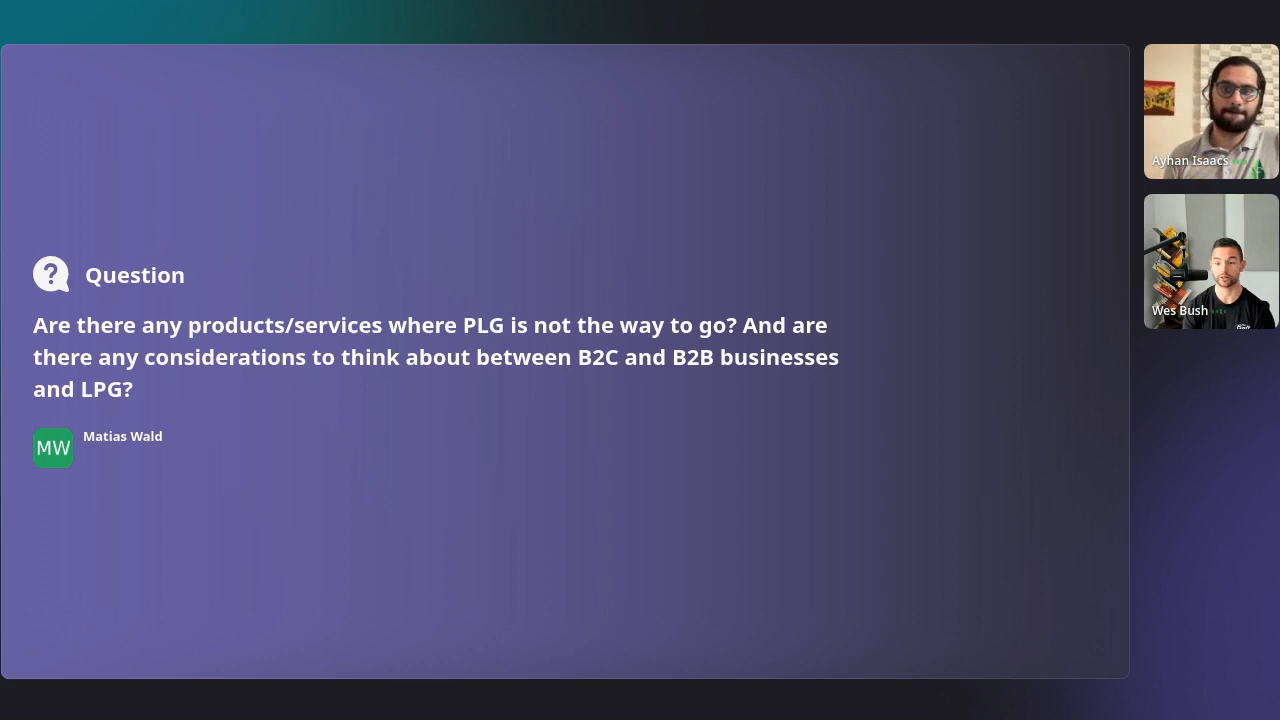 Question
Are there any products/services where PLG is not the way to go? And are
there any considerations to think about between B2C and B2B businesses
and LPG?
MW
Matias Wald
Ayhan Isaacs
Wes Bush